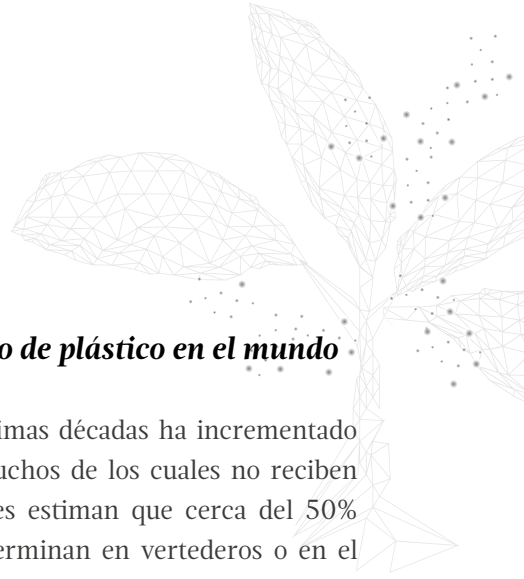 o de plástico en el mundo
imas décadas ha incrementado
uchos de los cuales no reciben
es estiman que cerca del 50%
erminan en vertederos o en el